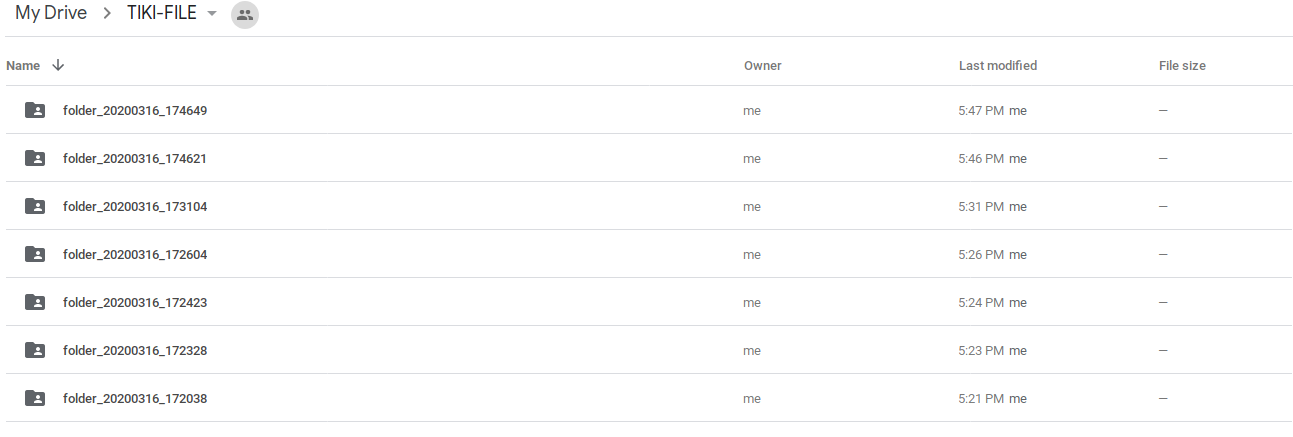 My Drive > TIKI-FILE
Name Owner Last modified File size
folder_20200316_174649 me 5:47 PM me —
folder_20200316_174621 me 5:46 PM me —
folder_20200316_173104 me 5:31 PM me —
folder_20200316_172604 me 5:26 PM me —
folder_20200316_172423 me 5:24 PM me —
folder_20200316_172328 me 5:23 PM me —
folder_20200316_172038 me 5:21 PM me —